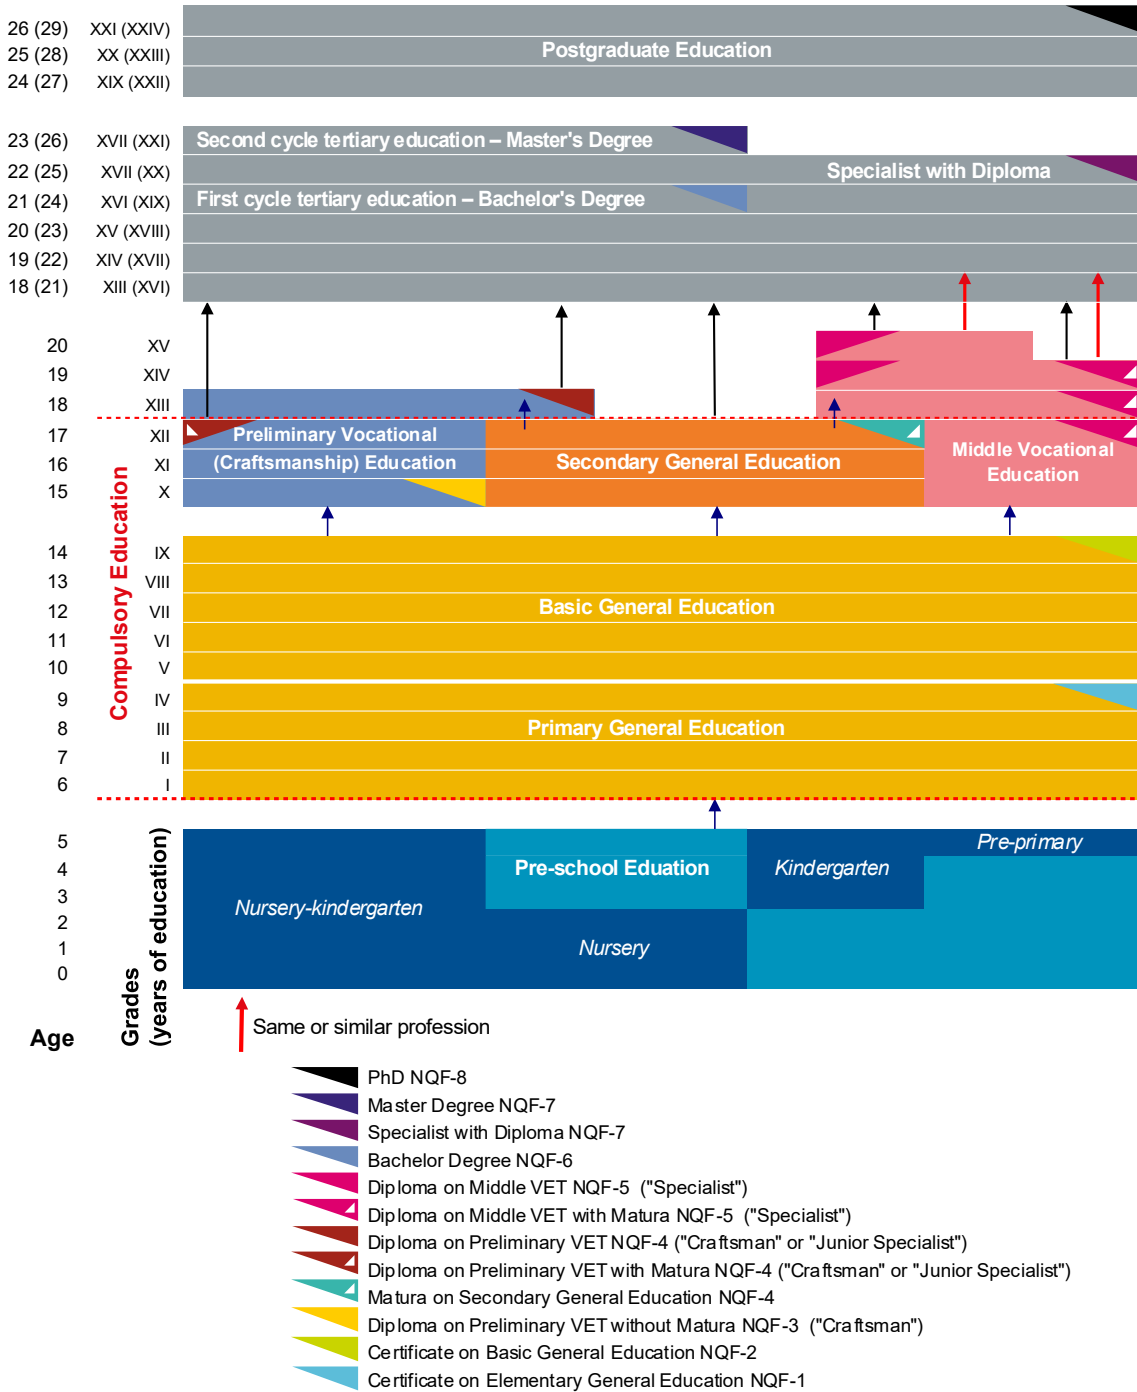 26 (29) XXI (XXIV)
25 (28) XX (XXIII) Postgraduate Education
24 (27) XIX (XXII)
23 (26) XVII (XXI) Second cycle tertiary education – Master's Degree
22 (25) XVII (XX) Specialist with Diploma
21 (24) XVI (XIX) First cycle tertiary education – Bachelor's Degree
20 (23) XV (XVIII)
19 (22) XIV (XVII)
18 (21) XIII (XVI)
20 XV
19 XIV
18 XIII
17 XII Preliminary Vocational
16 XI (Craftsmanship) Education Secondary General Education Middle Vocational
15 X Education
Compulsory Education
14 IX
13 VIII
12 VII Basic General Education
11 VI
10 V
9 IV
8 III Primary General Education
7 II
6 I
5 Pre-primary
4 Pre-school Eduation Kindergarten
3
2 Nursery-kindergarten
1 Nursery
0
Age
Grades
(years of education)
Same or similar profession
PhD NQF-8
Master Degree NQF-7
Specialist with Diploma NQF-7
Bachelor Degree NQF-6
Diploma on Middle VET NQF-5 ("Specialist")
Diploma on Middle VET with Matura NQF-5 ("Specialist")
Diploma on Preliminary VET NQF-4 ("Craftsman" or "Junior Specialist")
Diploma on Preliminary VET with Matura NQF-4 ("Craftsman" or "Junior Specialist")
Matura on Secondary General Education NQF-4
Diploma on Preliminary VET without Matura NQF-3 ("Craftsman")
Certificate on Basic General Education NQF-2
Certificate on Elementary General Education NQF-1